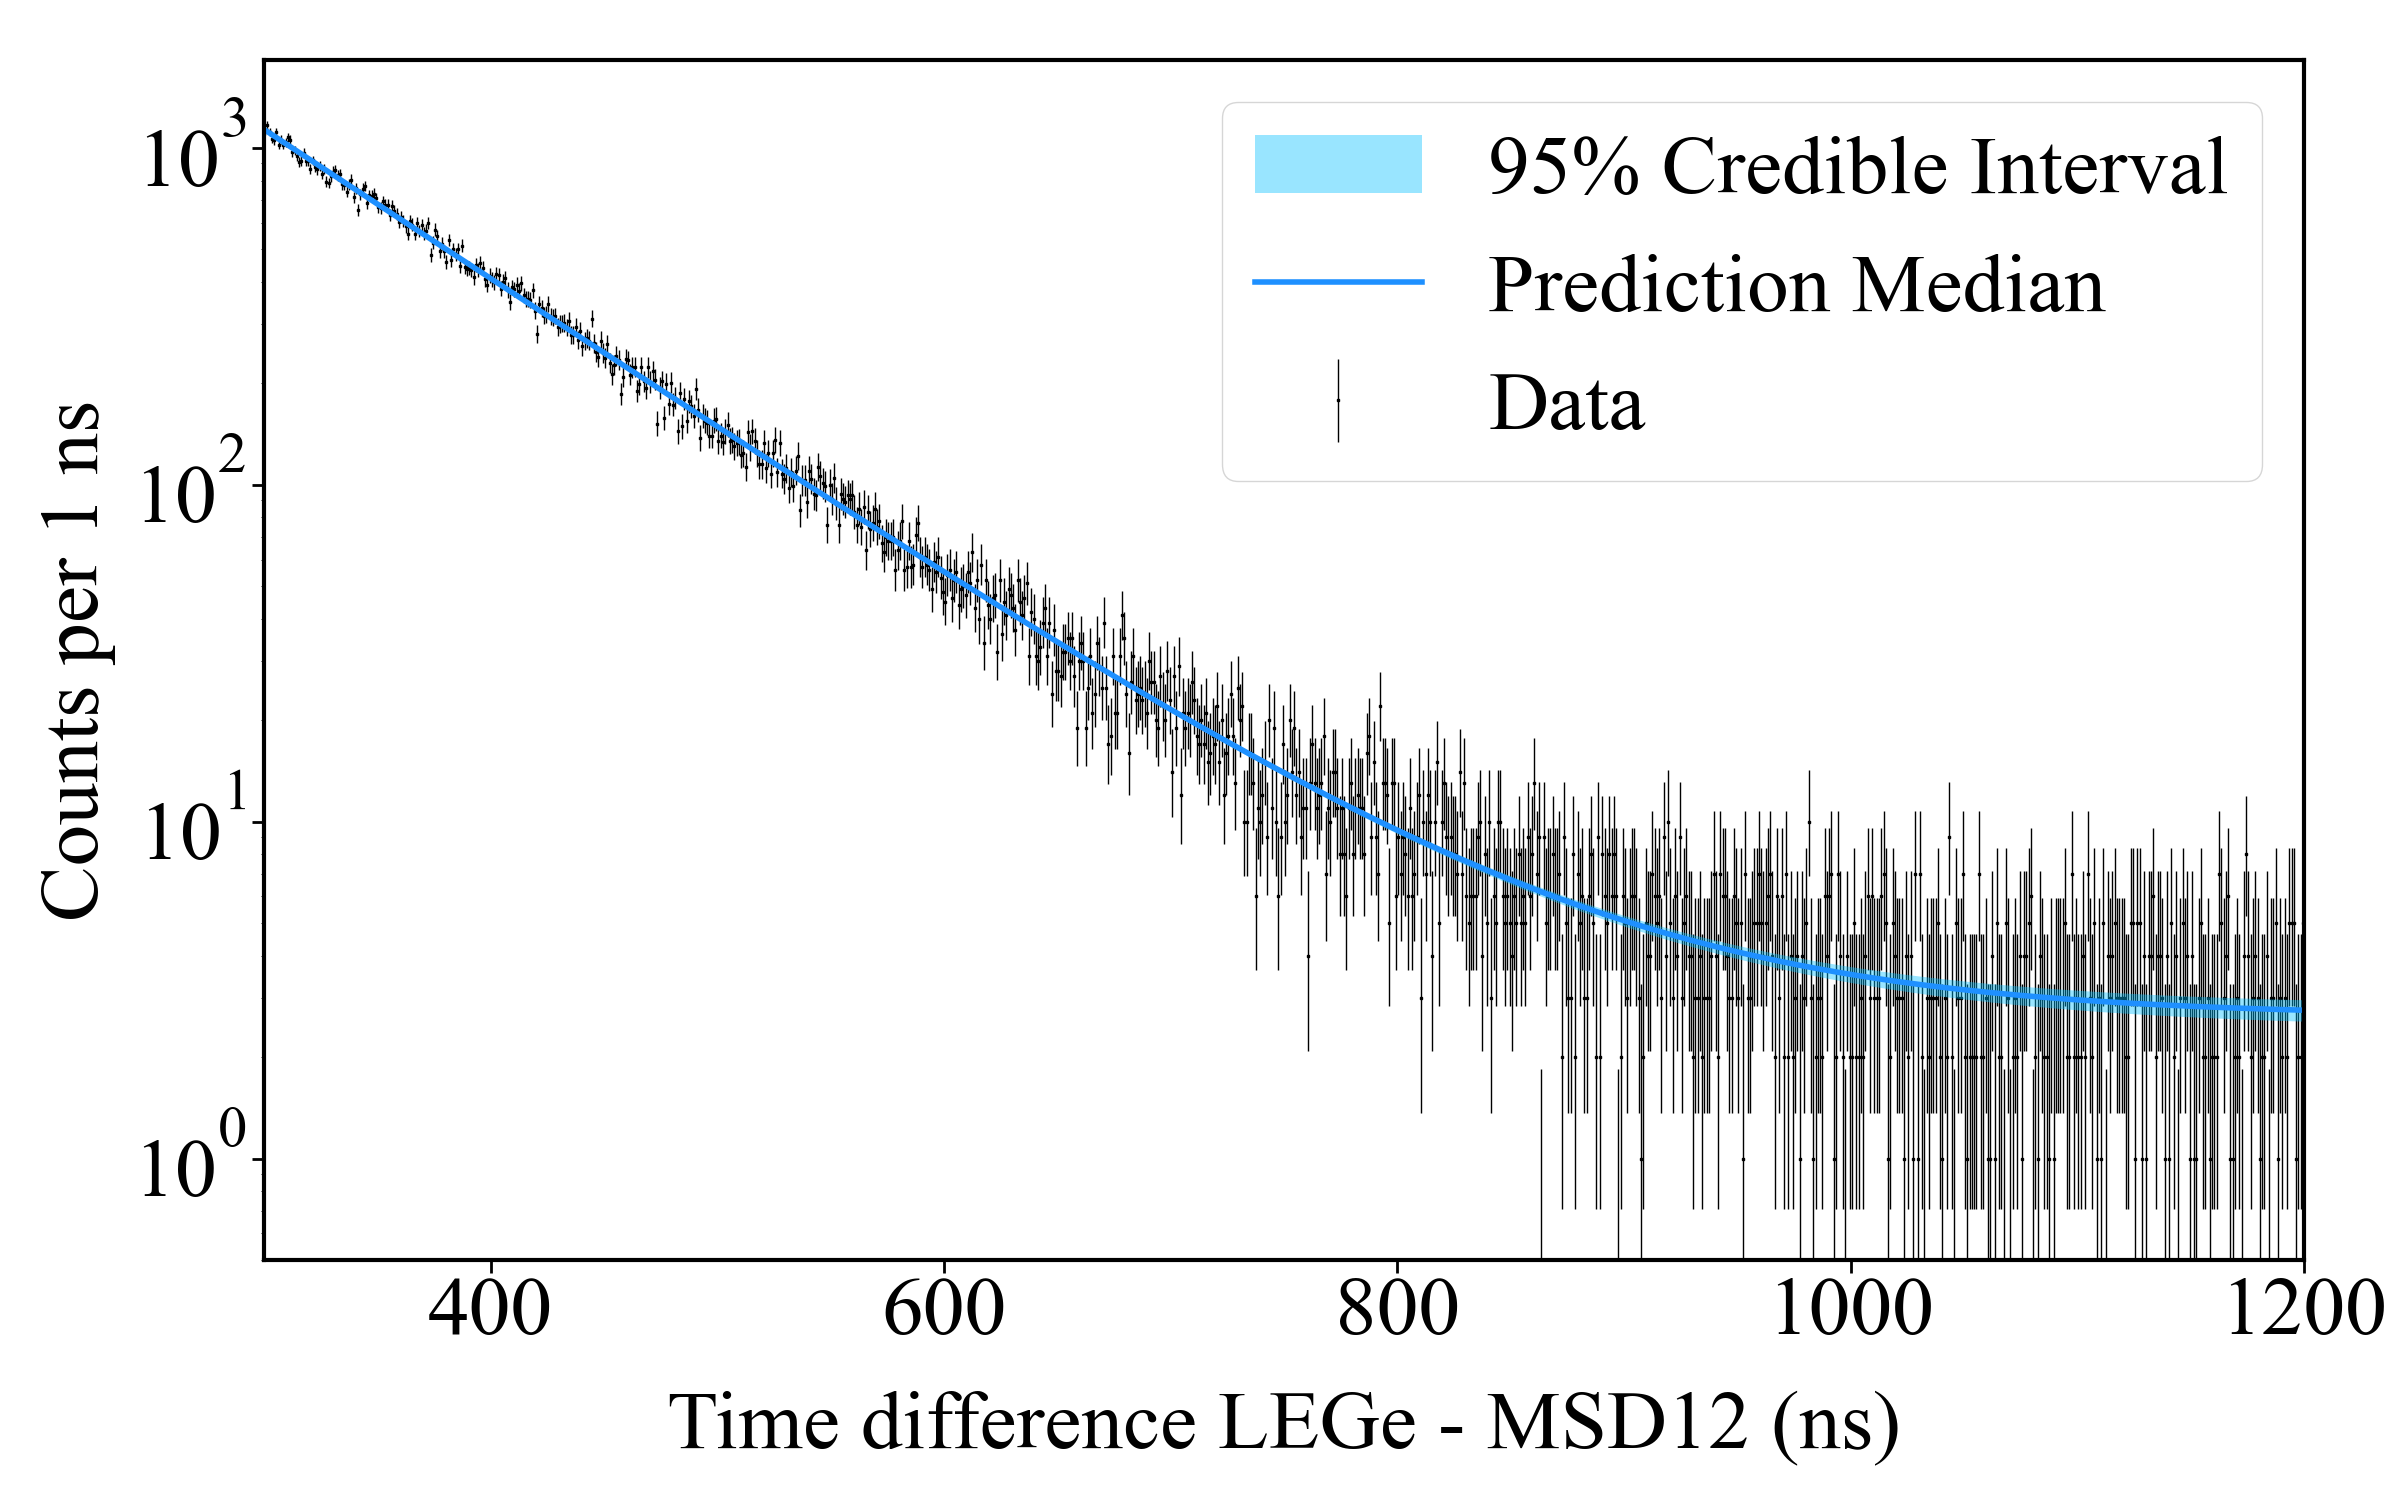 10^3
10^2
10^1
10^0
Counts per 1 ns
95% Credible Interval
Prediction Median
Data
400 600 800 1000 1200
Time difference LEGe - MSD12 (ns)